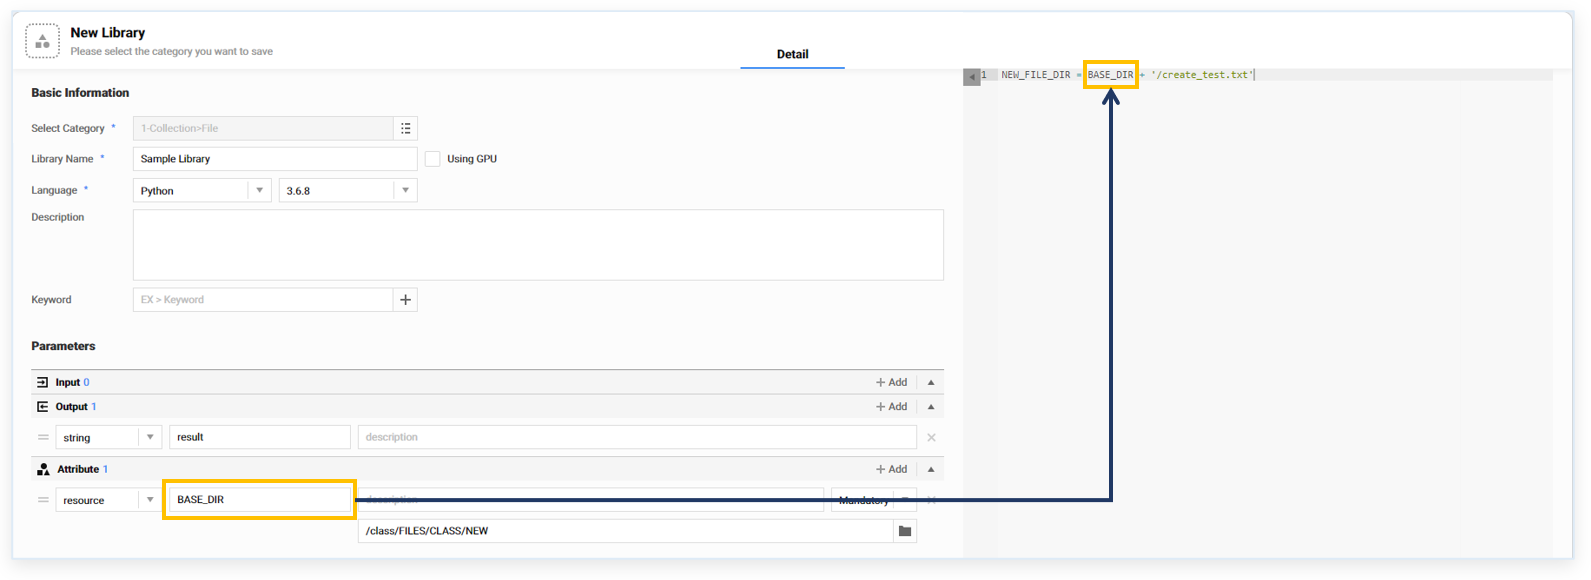 New Library
Please select the category you want to save
Detail
Basic Information
Select Category *
1-Collection>File
Library Name *
Sample Library
Using GPU
Language *
Python
3.6.8
Description
Keyword
EX > Keyword
Parameters
Input 0
Add
Output 1
Add
string
result
description
Attribute 1
Add
resource
BASE_DIR
description
Mandatory
/class/FILES/CLASS/NEW
1 NEW_FILE_DIR = BASE_DIR + '/create_test.txt'